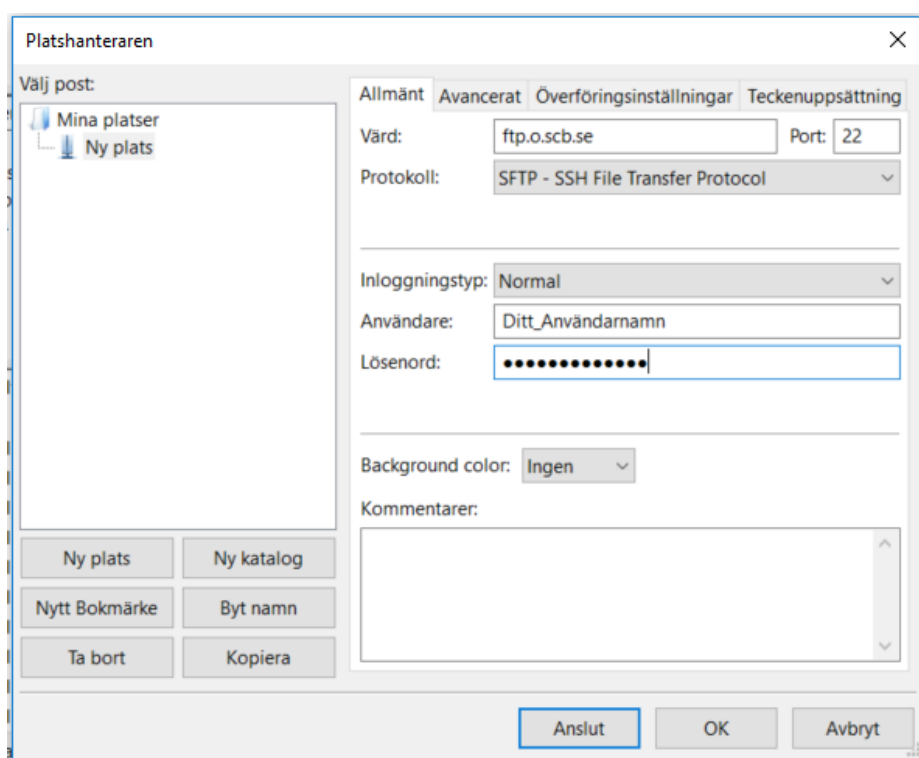 Platshanteraren
Välj post:
Mina platser
Ny plats
Ny plats Ny katalog
Nytt Bokmärke Byt namn
Ta bort Kopiera
Allmänt Avancerat Överföringsinställningar Teckenuppsättning
Värd: ftp.o.scb.se Port: 22
Protokoll: SFTP - SSH File Transfer Protocol
Inloggningstyp: Normal
Användare: Ditt_Användarnamn
Lösenord: •••••••••••••
Background color: Ingen
Kommentarer:
Anslut OK Avbryt